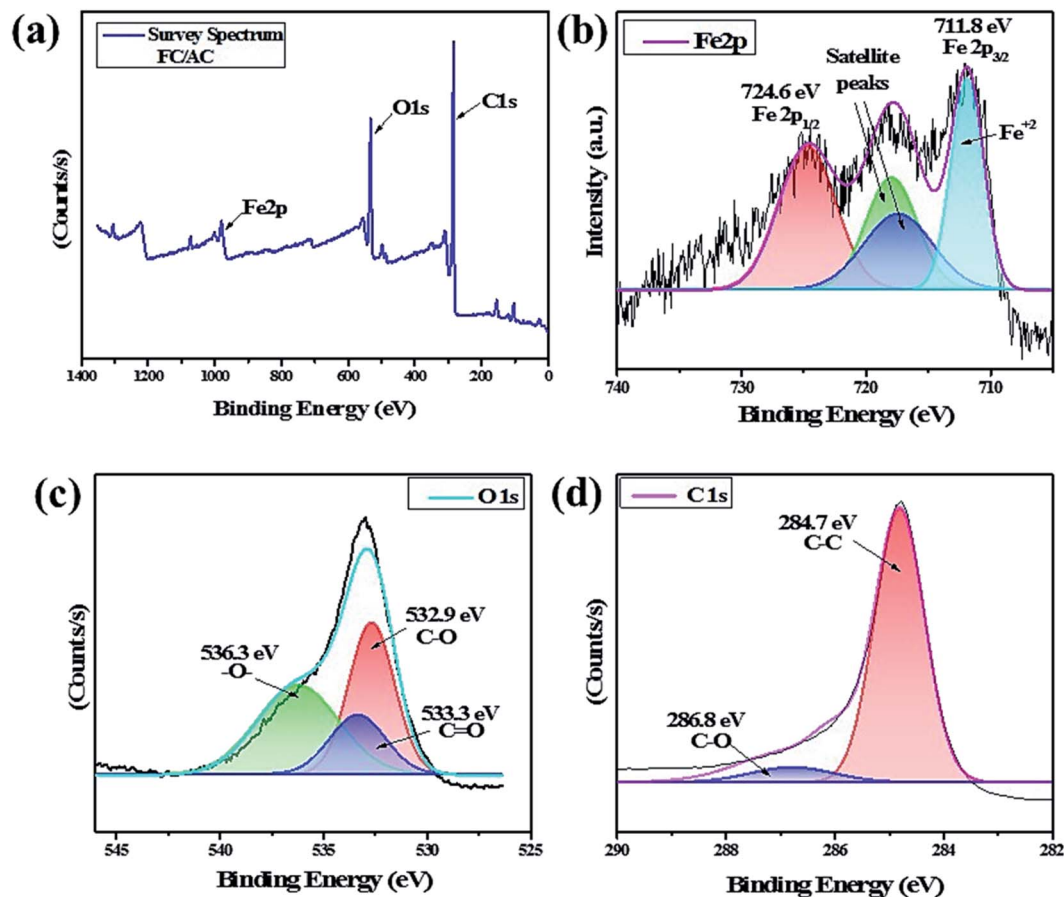 (a)
Survey Spectrum
FC/AC
O1s
C1s
Fe2p
(Counts/s)
1400 1200 1000 800 600 400 200 0
Binding Energy (eV)
(b)
Fe2p
711.8 eV
Fe 2p3/2
Satellite
peaks
724.6 eV
Fe 2p1/2
Fe+2
Intensity (a.u.)
740 730 720 710
Binding Energy (eV)
(c)
O1s
532.9 eV
C-O
536.3 eV
-O-
533.3 eV
C=O
(Counts/s)
545 540 535 530 525
Binding Energy (eV)
(d)
C1s
284.7 eV
C-C
286.8 eV
C-O
((Counts/s)
290 288 286 284 282
Binding Energy (eV)